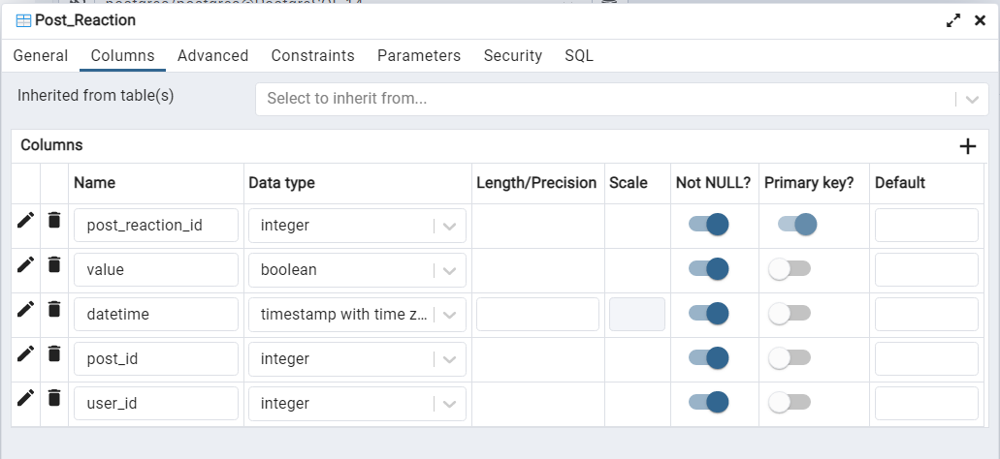 Post_Reaction
General Columns Advanced Constraints Parameters Security SQL
Inherited from table(s) Select to inherit from...
Columns
Name Data type Length/Precision Scale Not NULL? Primary key? Default
post_reaction_id integer
value boolean
datetime timestamp with time z...
post_id integer
user_id integer